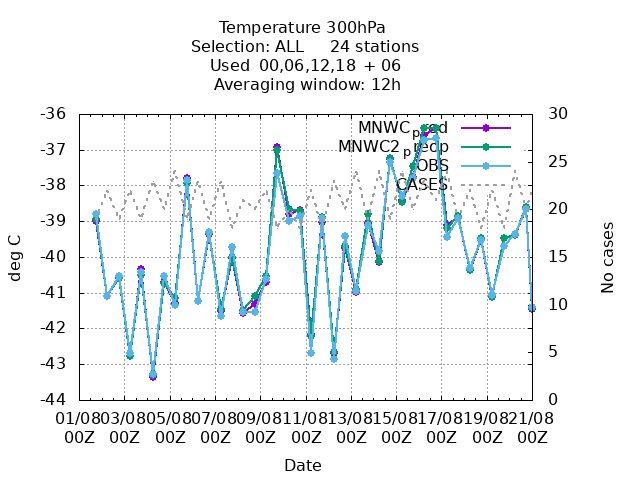 Temperature 300hPa
Selection: ALL     24 stations
Used  00,06,12,18 + 06
Averaging window: 12h
-36
-37
-38
-39
-40
-41
-42
-43
-44
30
25
20
15
10
5
0
MNWCpred
MNWC2preop
OBS
CASES
deg C
No cases
01/08 03/08 05/08 07/08 09/08 11/08 13/08 15/08 17/08 19/08 21/08
00Z 00Z 00Z 00Z 00Z 00Z 00Z 00Z 00Z 00Z 00Z
Date